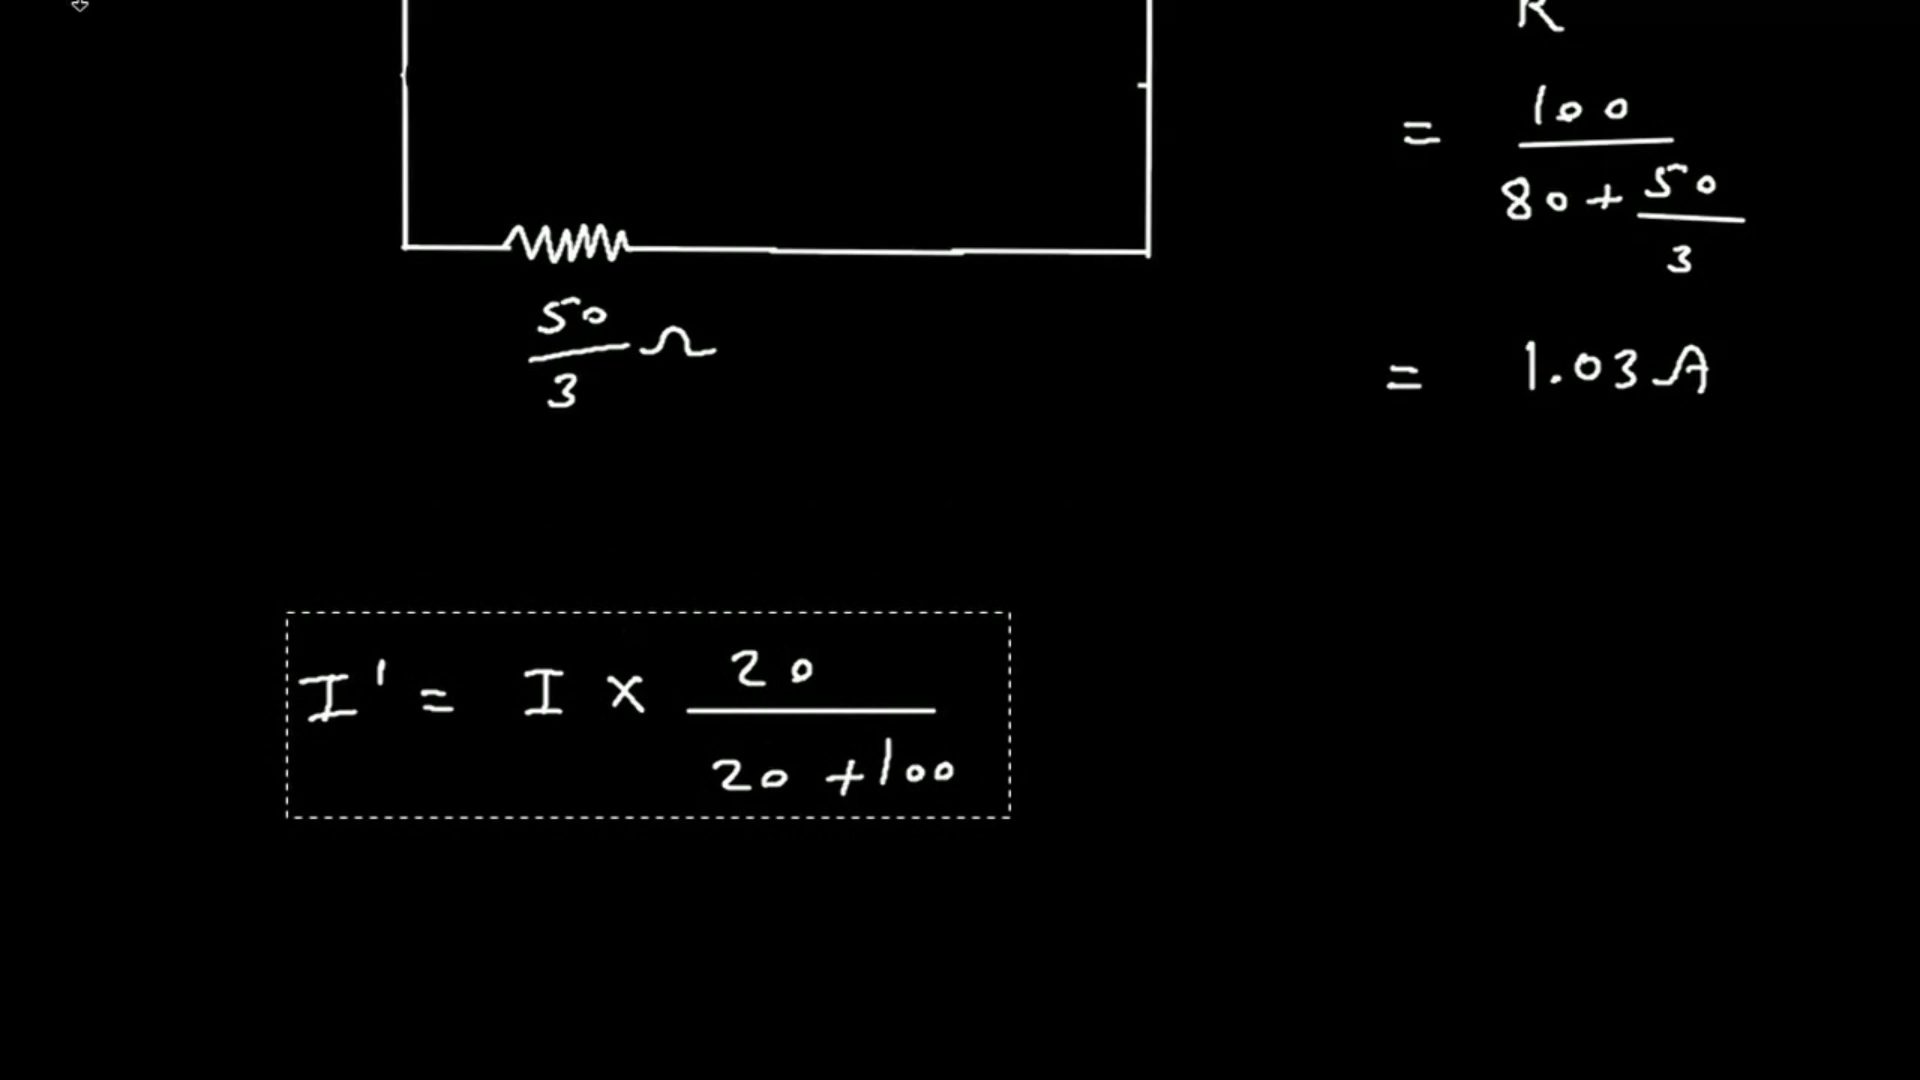 R
= 100
80 + 50
3
= 1.03 A
50
3 Ω
I' = I × 20
20 + 100